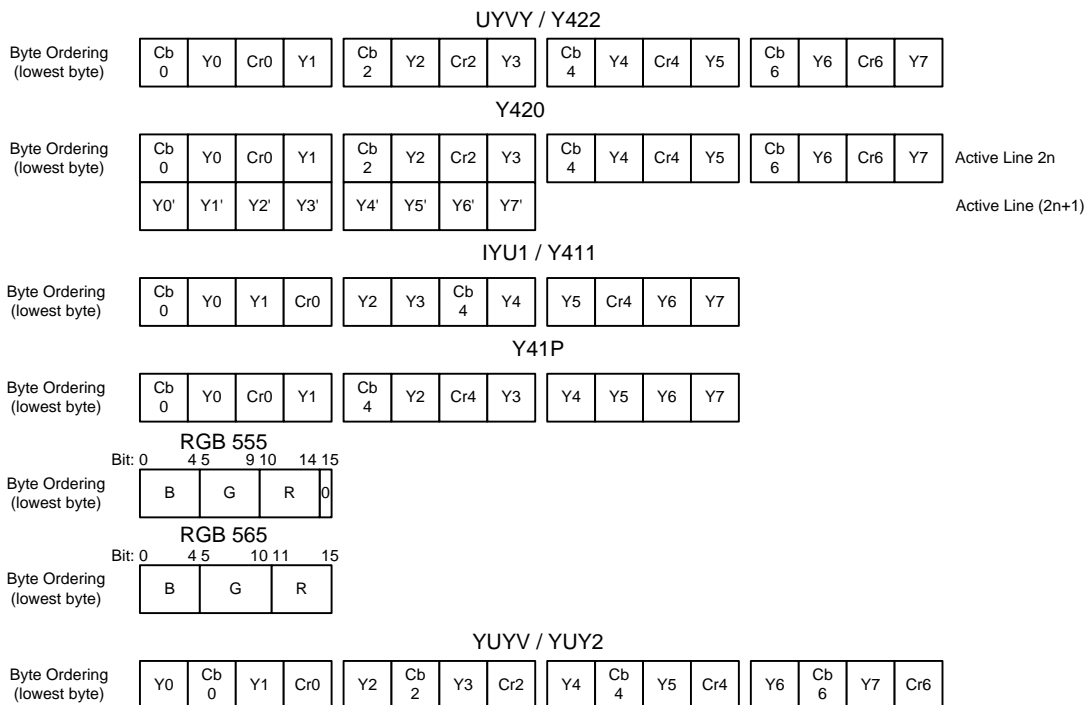 UYVY / Y422
Byte Ordering
(lowest byte)
Cb 0 Y0 Cr0 Y1 Cb 2 Y2 Cr2 Y3 Cb 4 Y4 Cr4 Y5 Cb 6 Y6 Cr6 Y7
Y420
Byte Ordering
(lowest byte)
Cb 0 Y0 Cr0 Y1 Cb 2 Y2 Cr2 Y3 Cb 4 Y4 Cr4 Y5 Cb 6 Y6 Cr6 Y7 Active Line 2n
Y0' Y1' Y2' Y3' Y4' Y5' Y6' Y7' Active Line (2n+1)
IYU1 / Y411
Byte Ordering
(lowest byte)
Cb 0 Y0 Y1 Cr0 Y2 Y3 Cb 4 Y4 Y5 Cr4 Y6 Y7
Y41P
Byte Ordering
(lowest byte)
Cb 0 Y0 Cr0 Y1 Cb 4 Y2 Cr4 Y3 Y4 Y5 Y6 Y7
RGB 555
Bit: 0 4 5 9 10 14 15
Byte Ordering
(lowest byte)
B G R 0
RGB 565
Bit: 0 4 5 10 11 15
Byte Ordering
(lowest byte)
B G R
YUYV / YUY2
Byte Ordering
(lowest byte)
Y0 Cb 0 Y1 Cr0 Y2 Cb 2 Y3 Cr2 Y4 Cb 4 Y5 Cr4 Y6 Cb 6 Y7 Cr6